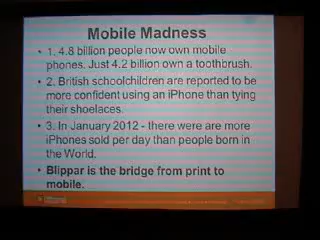 Mobile Madness
• 1. 4.8 billion people now own mobile
phones. Just 4.2 billion own a toothbrush.
• 2. British schoolchildren are reported to be
more confident using an iPhone than tying
their shoelaces.
• 3. In January 2012 - there were are more
iPhones sold per day than people born in
the World.
• Blippar is the bridge from print to
mobile.